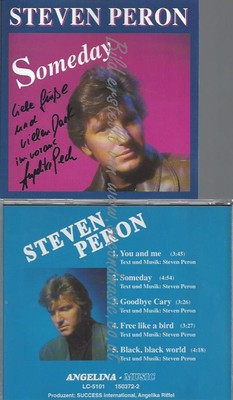 STEVEN PERON
Someday
Liebe Grüße
und
vielen Dank
im voraus
STEVEN
PERON
1. You and me (3:45)
Text und Musik: Steven Peron
2. Someday (4:54)
Text und Musik: Steven Peron
3. Goodbye Cary (3:26)
Text und Musik: Steven Peron
4. Free like a bird (3:27)
Text und Musik: Steven Peron
5. Black, black world (4:18)
Text und Musik: Steven Peron
ANGELINA - MUSIC
LC-5101 150372-2
Produzent: SUCCESS international, Angelika Riffel